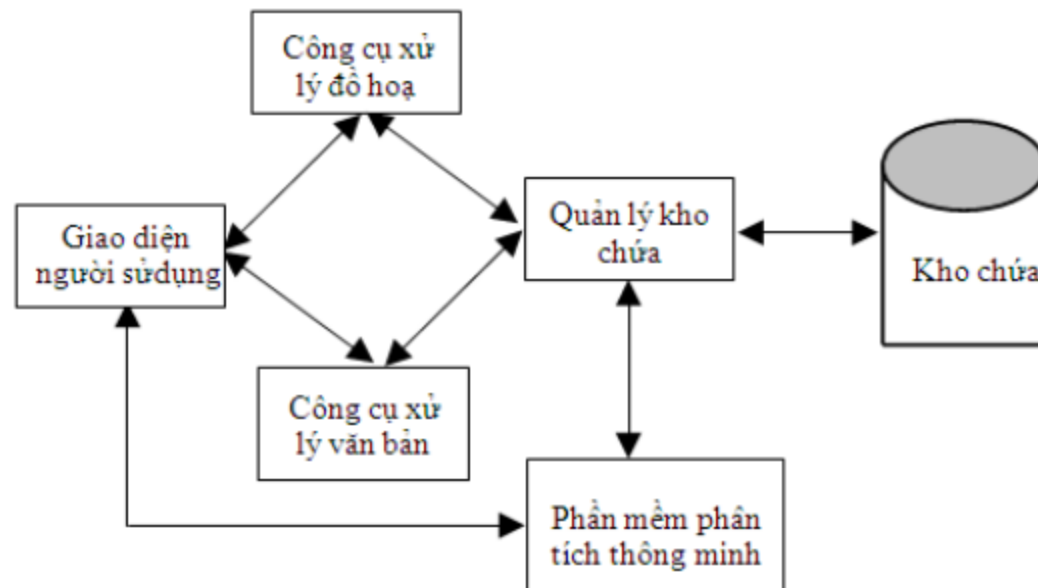 Công cụ xử
lý đồ hoạ
Giao diện
người sửdụng
Quản lý kho
chứa
Kho chứa
Công cụ xử
lý văn bản
Phần mềm phân
tích thông minh